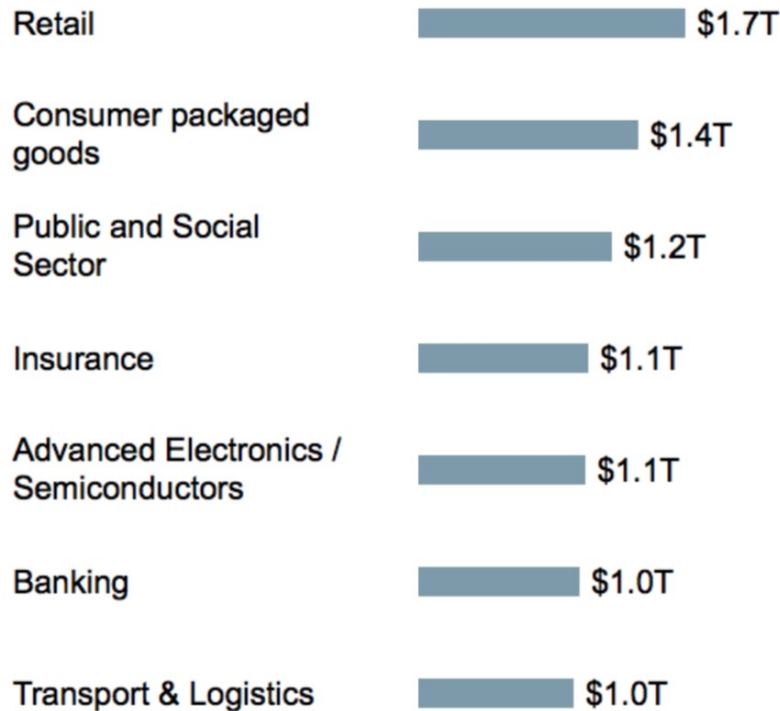 Retail $1.7T
Consumer packaged
goods $1.4T
Public and Social
Sector $1.2T
Insurance $1.1T
Advanced Electronics /
Semiconductors $1.1T
Banking $1.0T
Transport & Logistics $1.0T